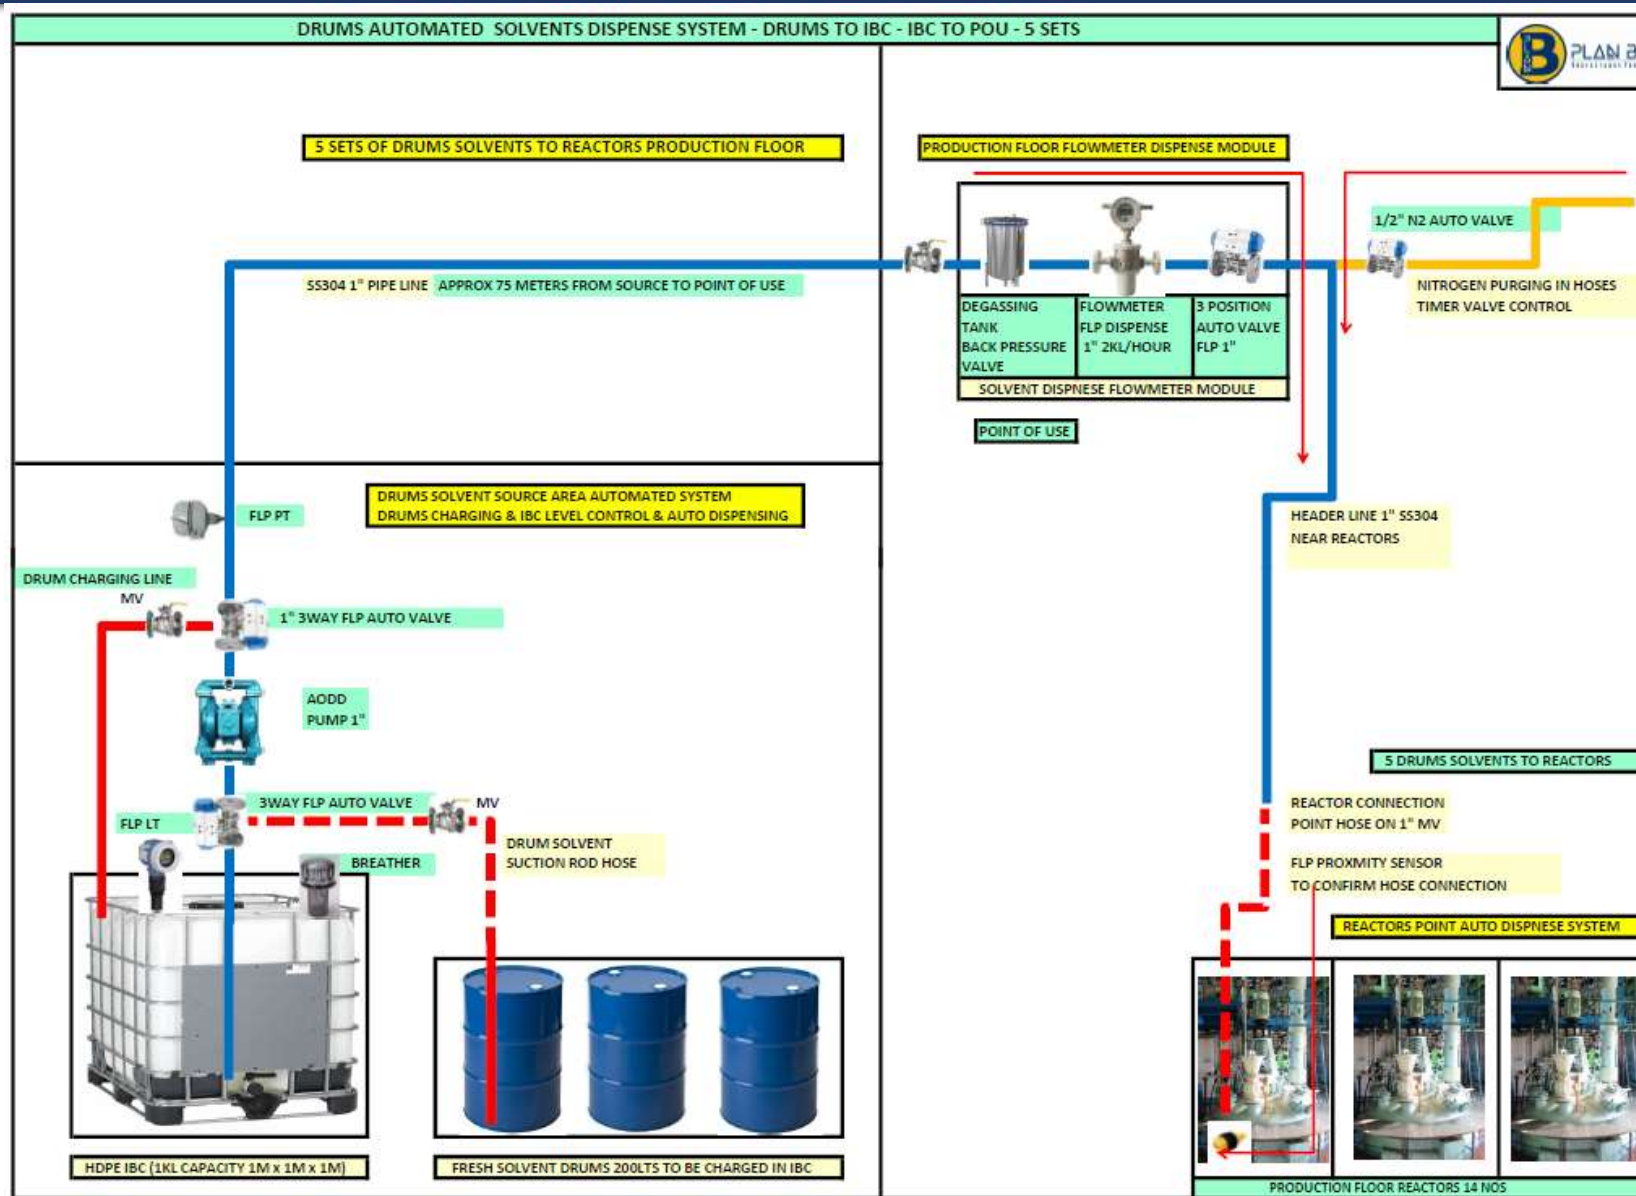 DRUMS AUTOMATED SOLVENTS DISPENSE SYSTEM - DRUMS TO IBC - IBC TO POU - 5 SETS
B
PLAN B
5 SETS OF DRUMS SOLVENTS TO REACTORS PRODUCTION FLOOR
PRODUCTION FLOOR FLOWMETER DISPENSE MODULE
1/2" N2 AUTO VALVE
SS304 1" PIPE LINE APPROX 75 METERS FROM SOURCE TO POINT OF USE
NITROGEN PURGING IN HOSES
TIMER VALVE CONTROL
DEGASSING
TANK
BACK PRESSURE
VALVE
FLOWMETER
FLP DISPENSE
1" 2KL/HOUR
3 POSITION
AUTO VALVE
FLP 1"
SOLVENT DISPNESE FLOWMETER MODULE
POINT OF USE
DRUMS SOLVENT SOURCE AREA AUTOMATED SYSTEM
DRUMS CHARGING & IBC LEVEL CONTROL & AUTO DISPENSING
FLP PT
HEADER LINE 1" SS304
NEAR REACTORS
DRUM CHARGING LINE
MV
1" 3WAY FLP AUTO VALVE
AODD
PUMP 1"
5 DRUMS SOLVENTS TO REACTORS
3WAY FLP AUTO VALVE
MV
FLP LT
REACTOR CONNECTION
POINT HOSE ON 1" MV
DRUM SOLVENT
SUCTION ROD HOSE
BREATHER
FLP PROXMITY SENSOR
TO CONFIRM HOSE CONNECTION
REACTORS POINT AUTO DISPNESE SYSTEM
HDPE IBC (1KL CAPACITY 1M x 1M x 1M)
FRESH SOLVENT DRUMS 200LTS TO BE CHARGED IN IBC
PRODUCTION FLOOR REACTORS 14 NOS